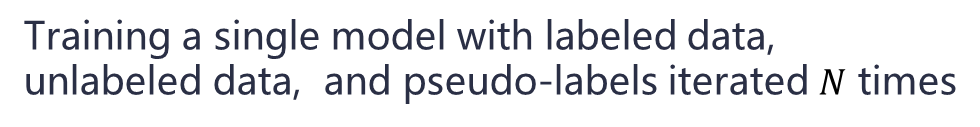 Training a single model with labeled data,
unlabeled data,  and pseudo-labels iterated N times